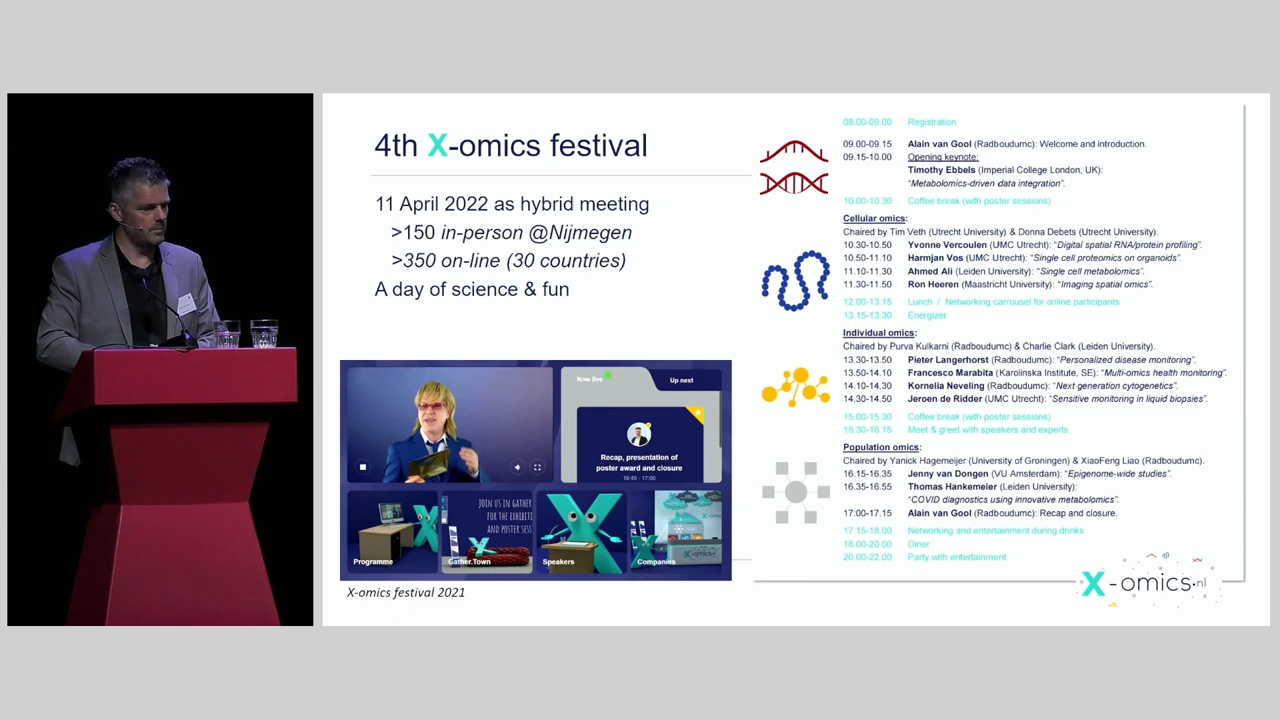 4th X-omics festival
11 April 2022 as hybrid meeting
>150 in-person @Nijmegen
>350 on-line (30 countries)
A day of science & fun
Now live
Up next
Recap, presentation of
poster award and closure
16:45 - 17:00
JOIN US IN GATHER
FOR THE EXHIBITI
AND POSTER SESS
Programme
Gather.Town
Speakers
Companies
X-omics festival 2021
08.00-09.00 Registration
09.00-09.15 Alain van Gool (Radboudumc): Welcome and introduction.
09.15-10.00 Opening keynote:
Timothy Ebbels (Imperial College London, UK):
“Metabolomics-driven data integration”.
10.00-10.30 Coffee break (with poster sessions)
Cellular omics:
Chaired by Tim Veth (Utrecht University) & Donna Debets (Utrecht University).
10.30-10.50 Yvonne Vercoulen (UMC Utrecht): “Digital spatial RNA/protein profiling”.
10.50-11.10 Harmjan Vos (UMC Utrecht): “Single cell proteomics on organoids”.
11.10-11.30 Ahmed Ali (Leiden University): “Single cell metabolomics”.
11.30-11.50 Ron Heeren (Maastricht University): “Imaging spatial omics”.
12.00-13.15 Lunch / Networking carrousel for online participants
13.15-13:30 Energizer
Individual omics:
Chaired by Purva Kulkarni (Radboudumc) & Charlie Clark (Leiden University).
13.30-13.50 Pieter Langerhorst (Radboudumc): “Personalized disease monitoring”.
13.50-14.10 Francesco Marabita (Karolinska Institute, SE): “Multi-omics health monitoring”.
14.10-14.30 Kornelia Neveling (Radboudumc): “Next generation cytogenetics”.
14.30-14.50 Jeroen de Ridder (UMC Utrecht): “Sensitive monitoring in liquid biopsies”.
15.00-15.30 Coffee break (with poster sessions)
15:30-16.15 Meet & greet with speakers and experts
Population omics:
Chaired by Yanick Hagemeijer (University of Groningen) & XiaoFeng Liao (Radboudumc).
16.15-16.35 Jenny van Dongen (VU Amsterdam): “Epigenome-wide studies”.
16.35-16.55 Thomas Hankemeier (Leiden University):
“COVID diagnostics using innovative metabolomics”.
17:00-17.15 Alain van Gool (Radboudumc): Recap and closure.
17.15-18.00 Networking and entertainment during drinks
18.00-20.00 Diner
20.00-22.00 Party with entertainment
X-omics.nl